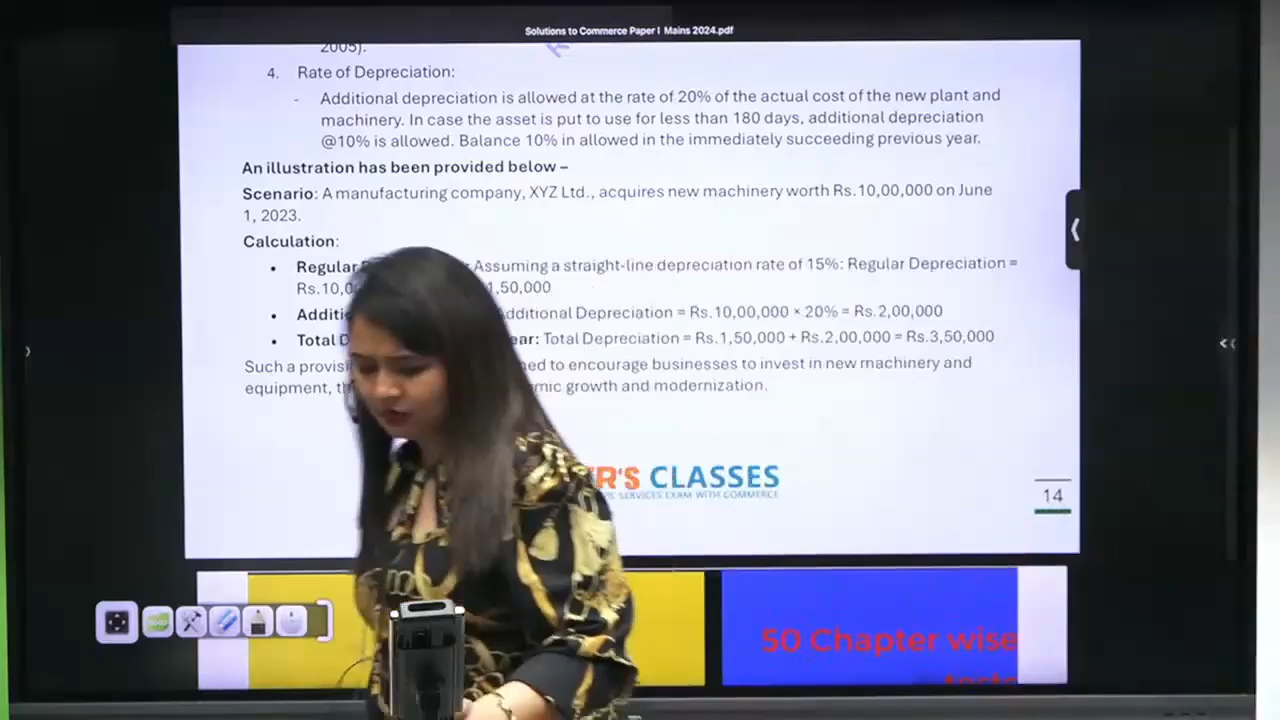 Solutions to Commerce Paper I Mains 2024.pdf
2005).
4. Rate of Depreciation:
- Additional depreciation is allowed at the rate of 20% of the actual cost of the new plant and
machinery. In case the asset is put to use for less than 180 days, additional depreciation
@10% is allowed. Balance 10% in allowed in the immediately succeeding previous year.
An illustration has been provided below –
Scenario: A manufacturing company, XYZ Ltd., acquires new machinery worth Rs.10,00,000 on June
1, 2023.
Calculation:
• Regular Assuming a straight-line depreciation rate of 15%: Regular Depreciation =
Rs.10,0 1,50,000
• Additi dditional Depreciation = Rs.10,00,000 × 20% = Rs.2,00,000
• Total D ear: Total Depreciation = Rs.1,50,000 + Rs.2,00,000 = Rs.3,50,000
Such a provisi ned to encourage businesses to invest in new machinery and
equipment, th mic growth and modernization.
R'S CLASSES
SERVICES EXAM WITH COMMERCE
14
50 Chapter wise